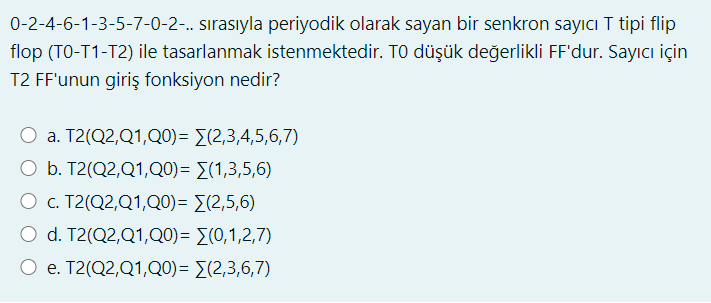 0-2-4-6-1-3-5-7-0-2-.. sırasıyla periyodik olarak sayan bir senkron sayıcı T tipi flip
flop (T0-T1-T2) ile tasarlanmak istenmektedir. T0 düşük değerlikli FF'dur. Sayıcı için
T2 FF'unun giriş fonksiyon nedir?
a. T2(Q2,Q1,Q0)= ∑(2,3,4,5,6,7)
b. T2(Q2,Q1,Q0)= ∑(1,3,5,6)
c. T2(Q2,Q1,Q0)= ∑(2,5,6)
d. T2(Q2,Q1,Q0)= ∑(0,1,2,7)
e. T2(Q2,Q1,Q0)= ∑(2,3,6,7)